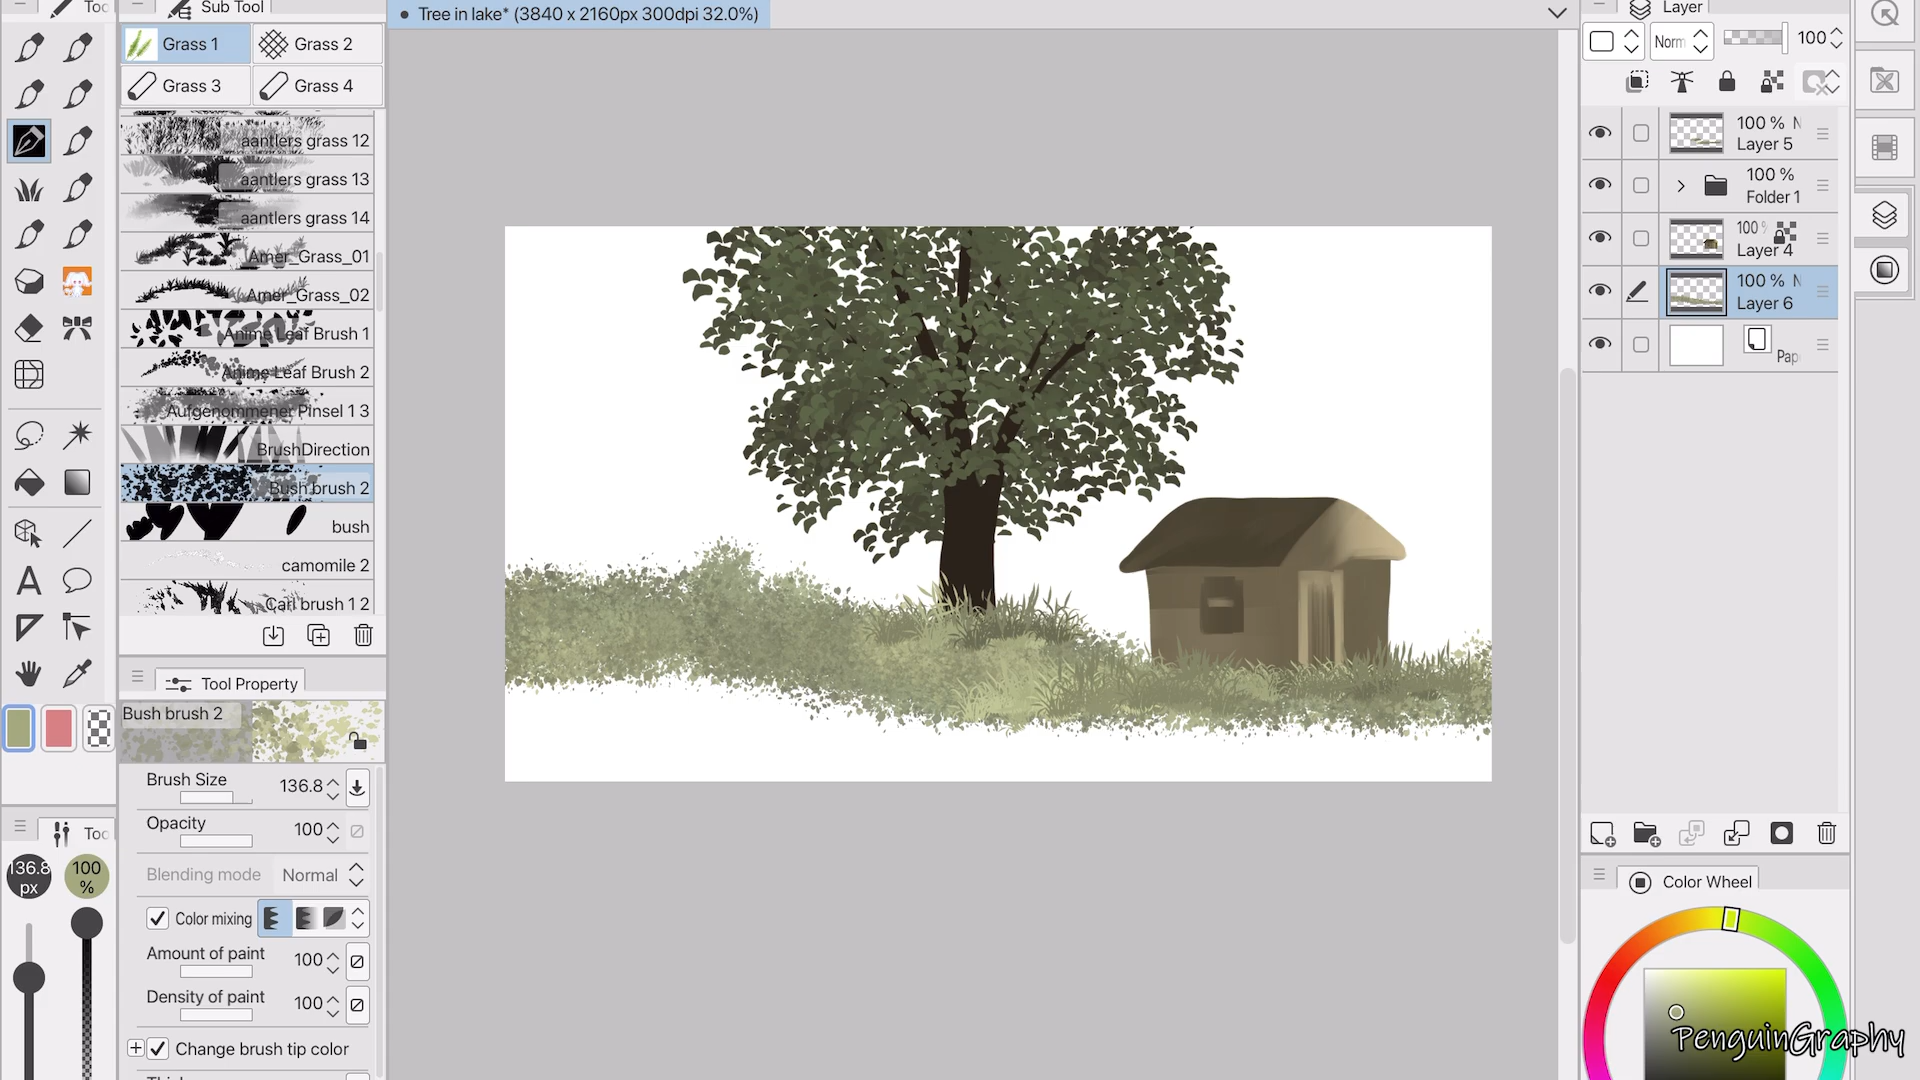 Toc
Sub Tool
Tree in lake* (3840 x 2160px 300dpi 32.0%)
Layer
Grass 1
Grass 2
Grass 3
Grass 4
Norm
100
aantlers grass 12
aantlers grass 13
aantlers grass 14
Amer_Grass_01
Amer_Grass_02
Anime Leaf Brush 1
Anime Leaf Brush 2
Aufgenommener Pinsel 1 3
BrushDirection
Bush brush 2
bush
camomile 2
Carl brush 1 2
100 % N
Layer 5
100 %
Folder 1
100 %
Layer 4
100 % N
Layer 6
Pap
Tool Property
Bush brush 2
Brush Size
136.8
Opacity
100
Blending mode
Normal
Color mixing
Amount of paint
100
Density of paint
100
Change brush tip color
Toc
136.8
px
100
%
A
Color Wheel
PenguinGraphy